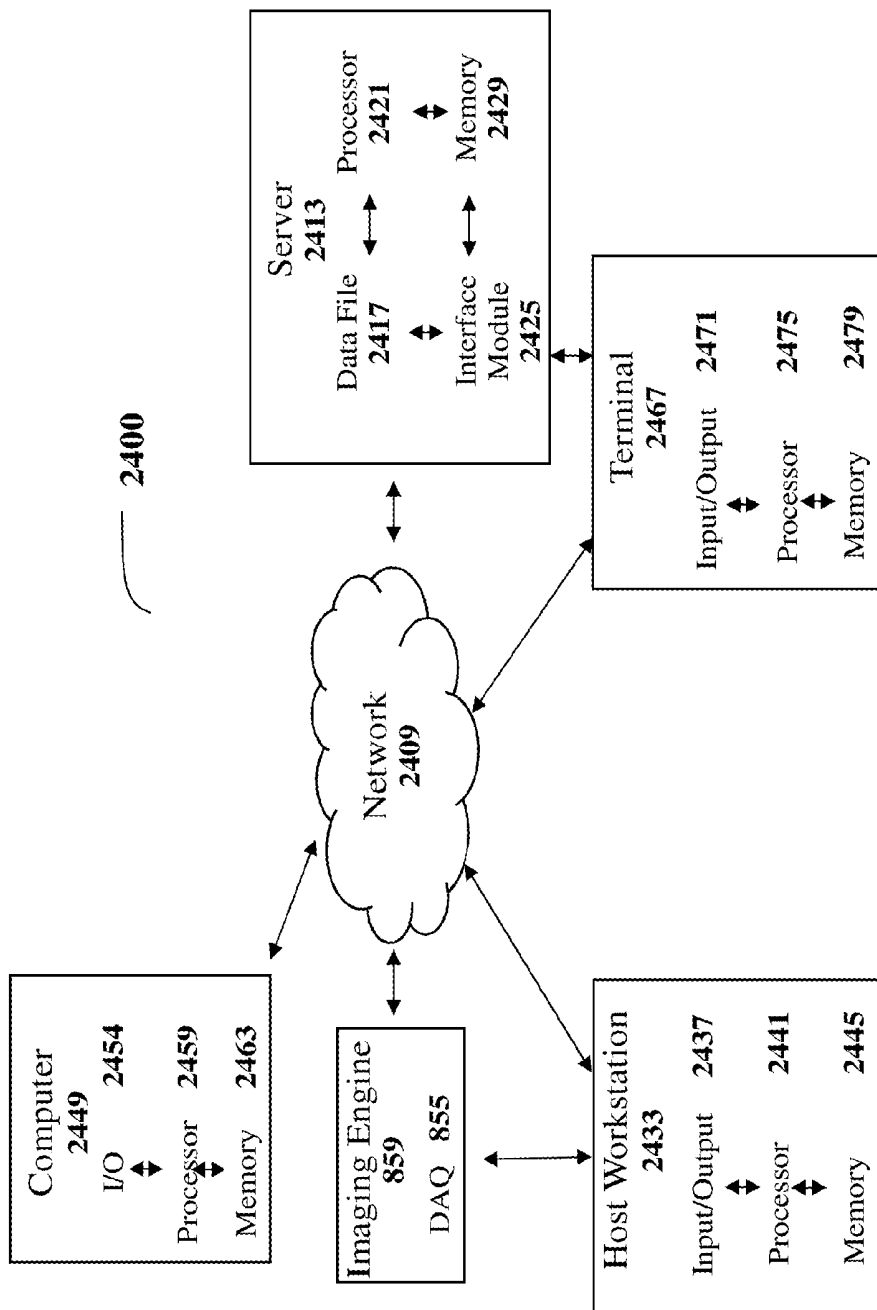 2400
Computer
2449
I/O 2454
Processor 2459
Memory 2463
Imaging Engine
859
DAQ 855
Host Workstation
2433
Input/Output 2437
Processor 2441
Memory 2445
Network
2409
Server
2413
Data File
2417
Processor
2421
Interface
Module
2425
Memory
2429
Terminal
2467
Input/Output 2471
Processor 2475
Memory 2479